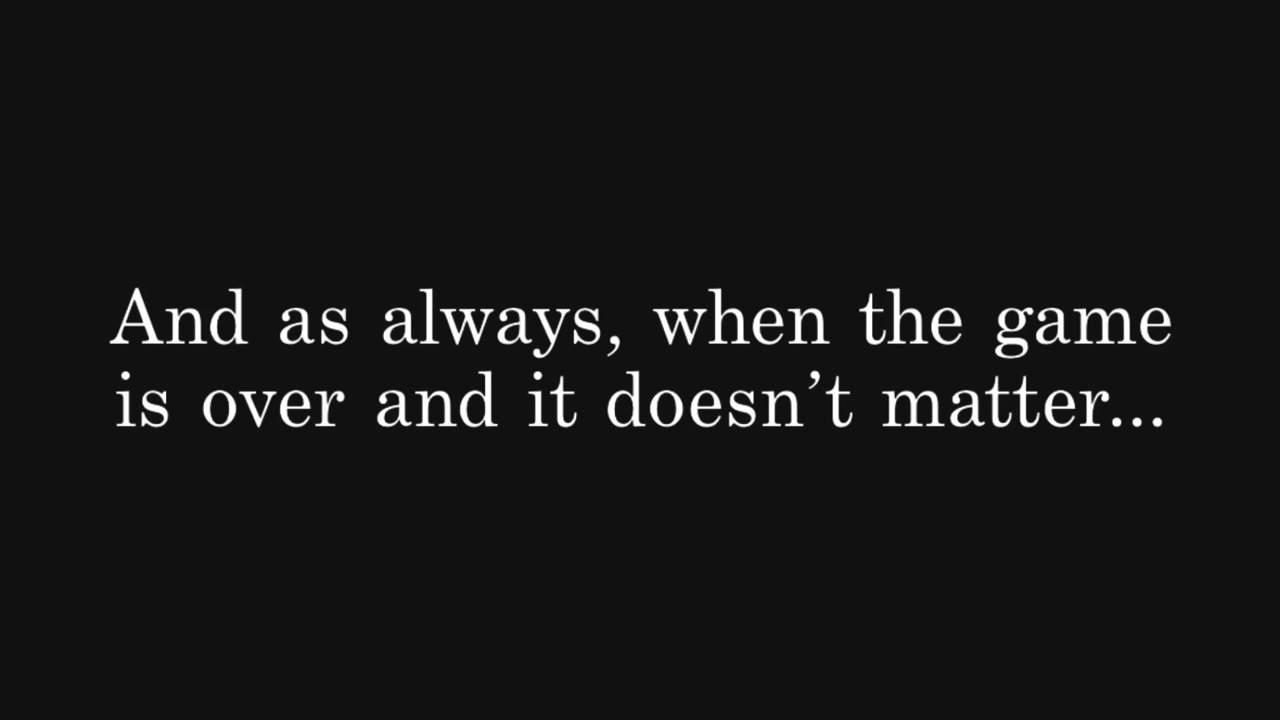 And as always, when the game
is over and it doesn’t matter...